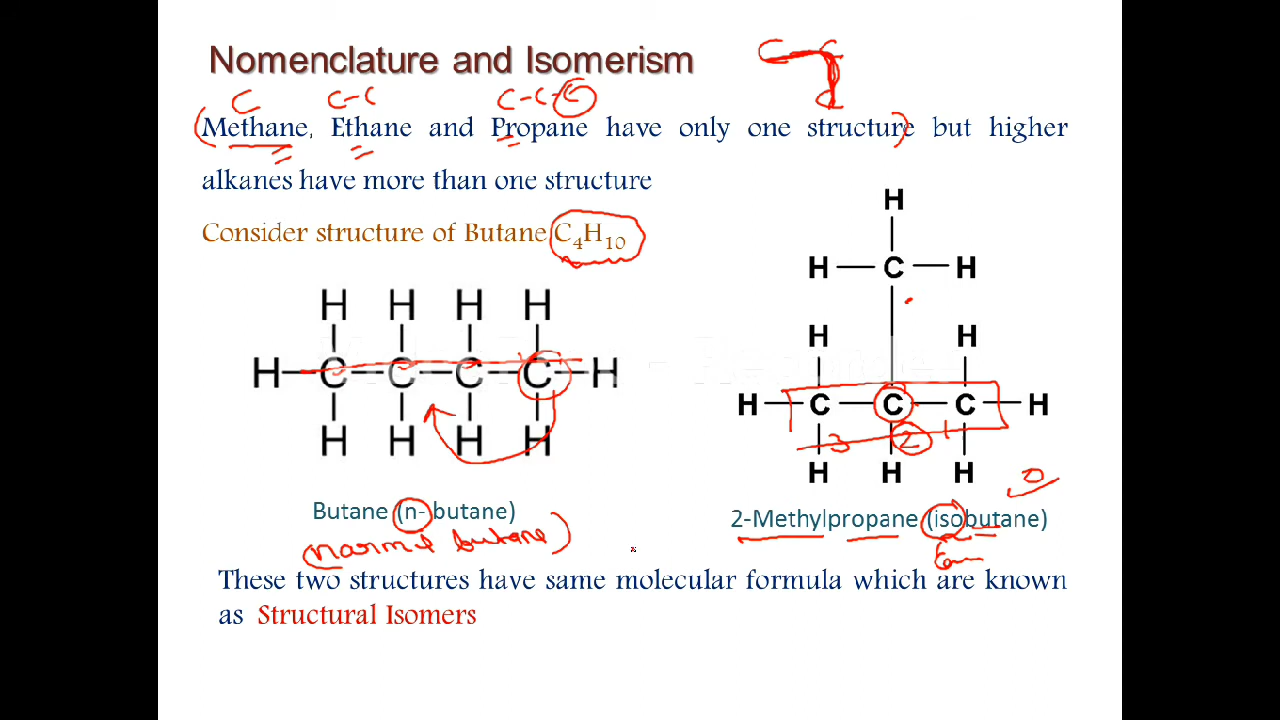 Nomenclature and Isomerism
C C-C C-C-C C C C
Methane, Ethane and Propane have only one structure but higher
alkanes have more than one structure
Consider structure of Butane C4H10
H
H C H
H H H H
H H
H C C C C H
H C C C H
3 2 1
H H H H
H H H
Butane (n- butane)
2-Methylpropane (isobutane)
butane)
These two structures have same molecular formula which are known
as Structural Isomers